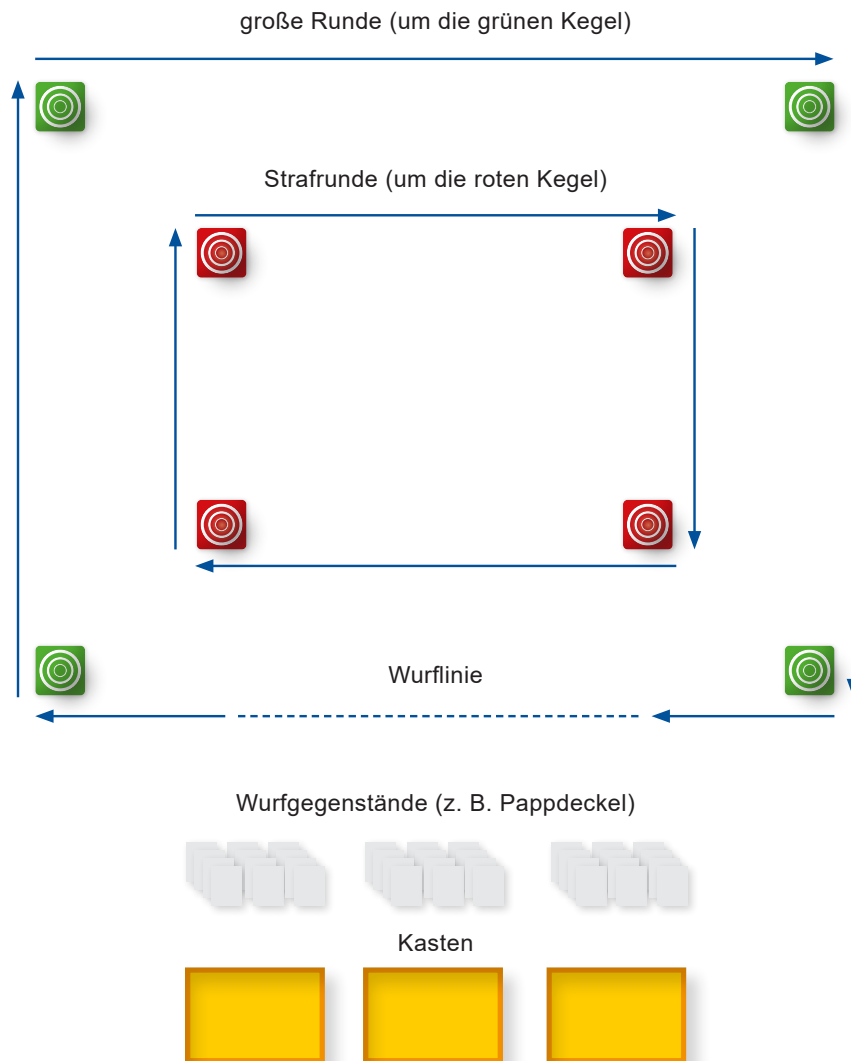 große Runde (um die grünen Kegel)
Strafrunde (um die roten Kegel)
Wurflinie
Wurfgegenstände (z. B. Pappdeckel)
Kasten